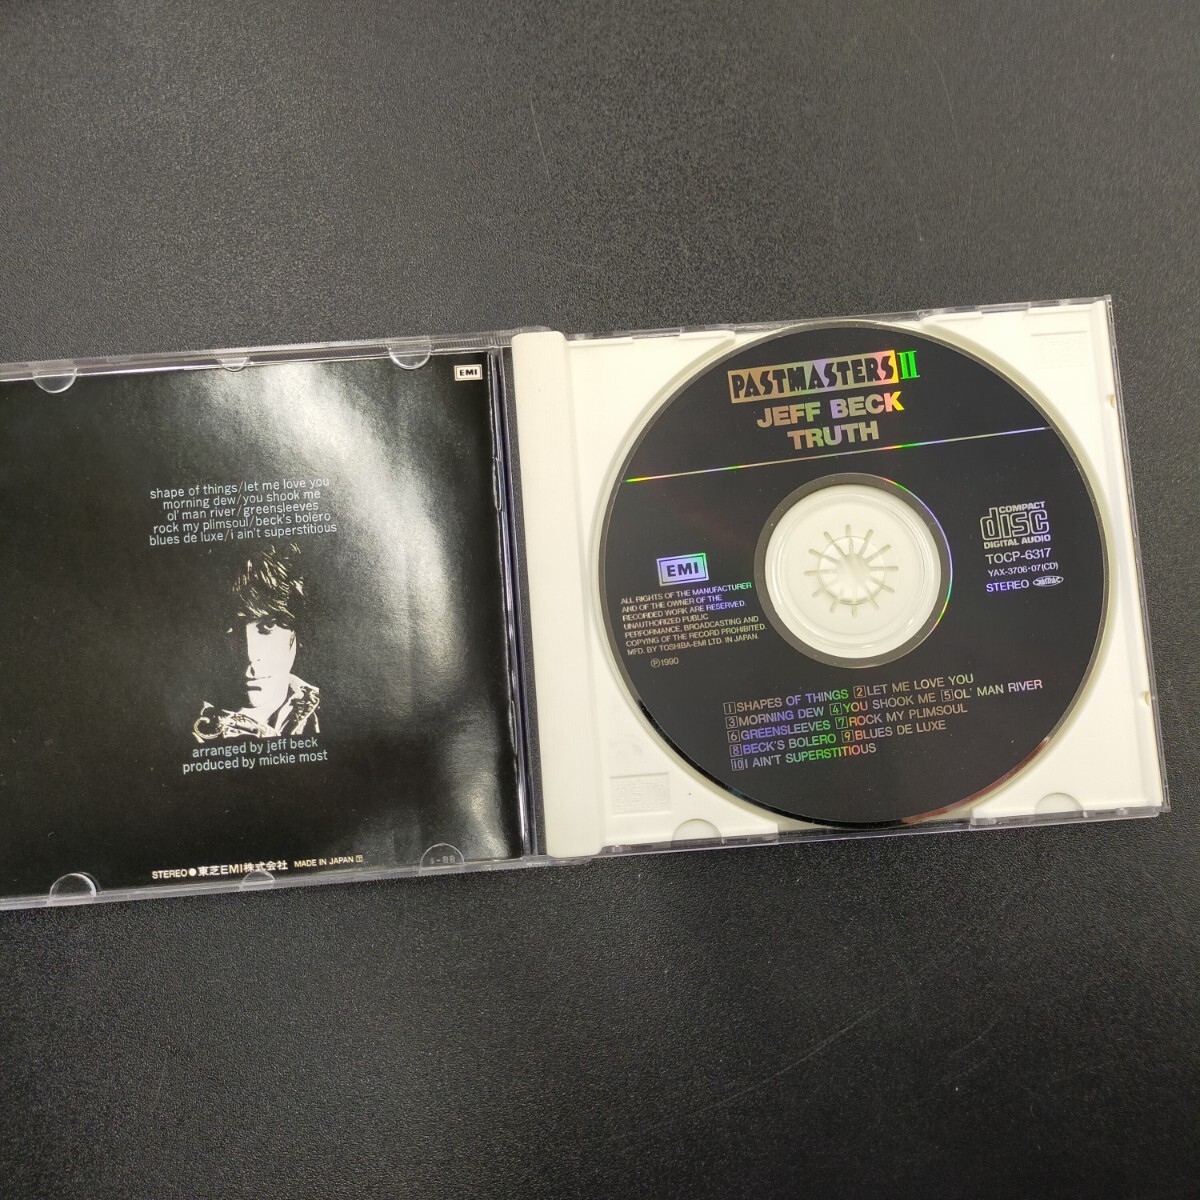 EMI
shape of things/let me love you
morning dew/you shook me
ol' man river/greensleeves
rock my plimsoul/beck's bolero
blues de luxe/i ain't superstitious
arranged by jeff beck
produced by mickie most
STEREO●東芝EMI株式会社 MADE IN JAPAN
PASTMASTERS II
JEFF BECK
TRUTH
COMPACT
disc
DIGITAL AUDIO
TOCP-6317
YAX-3706・07(CD)
STEREO
EMI
ALL RIGHTS OF THE MANUFACTURER
AND OF THE OWNER OF THE
RECORDED WORK ARE RESERVED.
UNAUTHORIZED PUBLIC
PERFORMANCE, BROADCASTING AND
COPYING OF THE RECORD PROHIBITED.
MFD. BY TOSHIBA-EMI LTD. IN JAPAN.
Ⓟ1990
1 SHAPES OF THINGS 2 LET ME LOVE YOU
3 MORNING DEW 4 YOU SHOOK ME 5 OL' MAN RIVER
6 GREENSLEEVES 7 ROCK MY PLIMSOUL
8 BECK'S BOLERO 9 BLUES DE LUXE
10 I AIN'T SUPERSTITIOUS